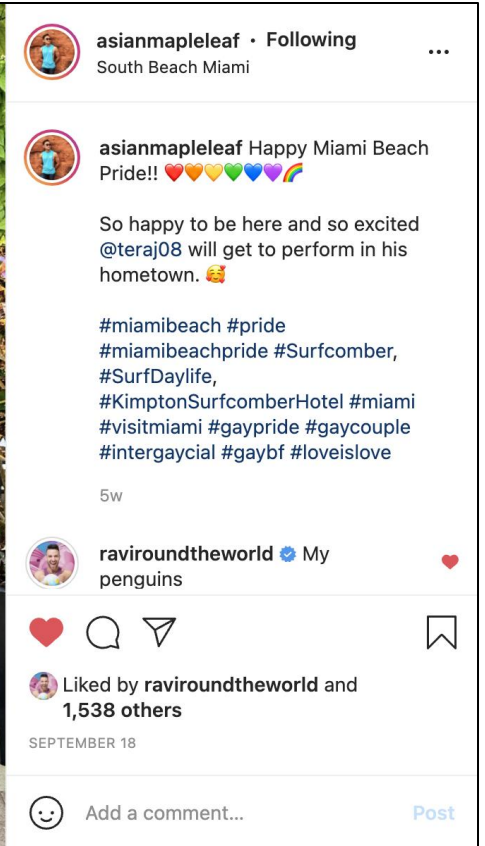 asianmapleleaf • Following
South Beach Miami
asianmapleleaf Happy Miami Beach
Pride!! ❤️🧡💛💚💙💜🌈
So happy to be here and so excited
@teraj08 will get to perform in his
hometown. 🥰
#miamibeach #pride
#miamibeachpride #Surfcomber,
#SurfDaylife,
#KimptonSurfcomberHotel #miami
#visitmiami #gaypride #gaycouple
#intergaycial #gaybf #loveislove
5w
raviroundtheworld My
penguins
Liked by raviroundtheworld and
1,538 others
SEPTEMBER 18
Add a comment... Post